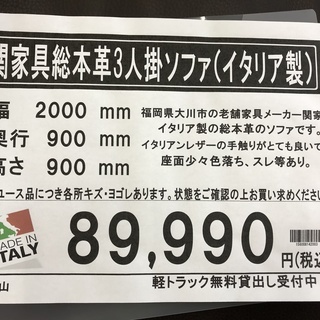 関家具総本革3人掛ソファ(イタリア製)
幅 2000 mm
奥行 900 mm
高さ 900 mm
福岡県大川市の老舗家具メーカー関家
イタリア製の総本革のソファです。
イタリアンレザーの手触りがとても良いで
座面少々色落ち、スレ等あり。
ユース品につき各所キズ・ヨゴレあります。状態をご確認の上お買い求めください
MADE IN
ITALY
89,990円(税込
山
軽トラック無料貸出し受付中